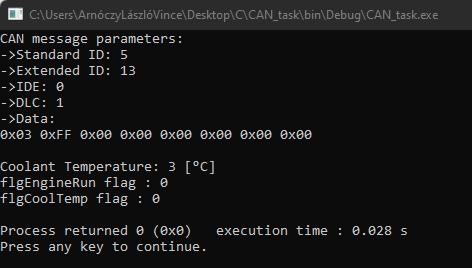 C:\Users\ArnóczyLászlóVince\Desktop\C\CAN_task\bin\Debug\CAN_task.exe
CAN message parameters:
->Standard ID: 5
->Extended ID: 13
->IDE: 0
->DLC: 1
->Data:
0x03 0xFF 0x00 0x00 0x00 0x00 0x00 0x00
Coolant Temperature: 3 [°C]
flgEngineRun flag : 0
flgCoolTemp flag : 0
Process returned 0 (0x0)   execution time : 0.028 s
Press any key to continue.